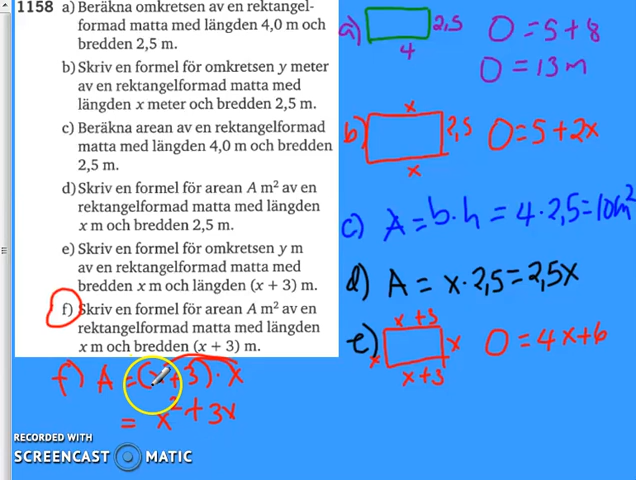 1158 a) Beräkna omkretsen av en rektangel-
formad matta med längden 4,0 m och
bredden 2,5 m.
b) Skriv en formel för omkretsen y meter
av en rektangelformad matta med
längden x meter och bredden 2,5 m.
c) Beräkna arean av en rektangelformad
matta med längden 4,0 m och bredden
2,5 m.
d) Skriv en formel för arean A m² av en
rektangelformad matta med längden
x m och bredden 2,5 m.
e) Skriv en formel för omkretsen y m
av en rektangelformad matta med
bredden x m och längden (x + 3) m.
f) Skriv en formel för arean A m² av en
rektangelformad matta med längden
x m och bredden (x + 3) m.
a) 2,5 O = 5 + 8
4
O = 13 m
x
b) 2,5 O = 5 + 2x
x
c) A = b · h = 4 · 2,5 = 10 m²
d) A = x · 2,5 = 2,5x
x + 3
e) x x O = 4x + 6
x + 3
f) A = (x + 3) · x
= x² + 3x
RECORDED WITH
SCREENCAST MATIC